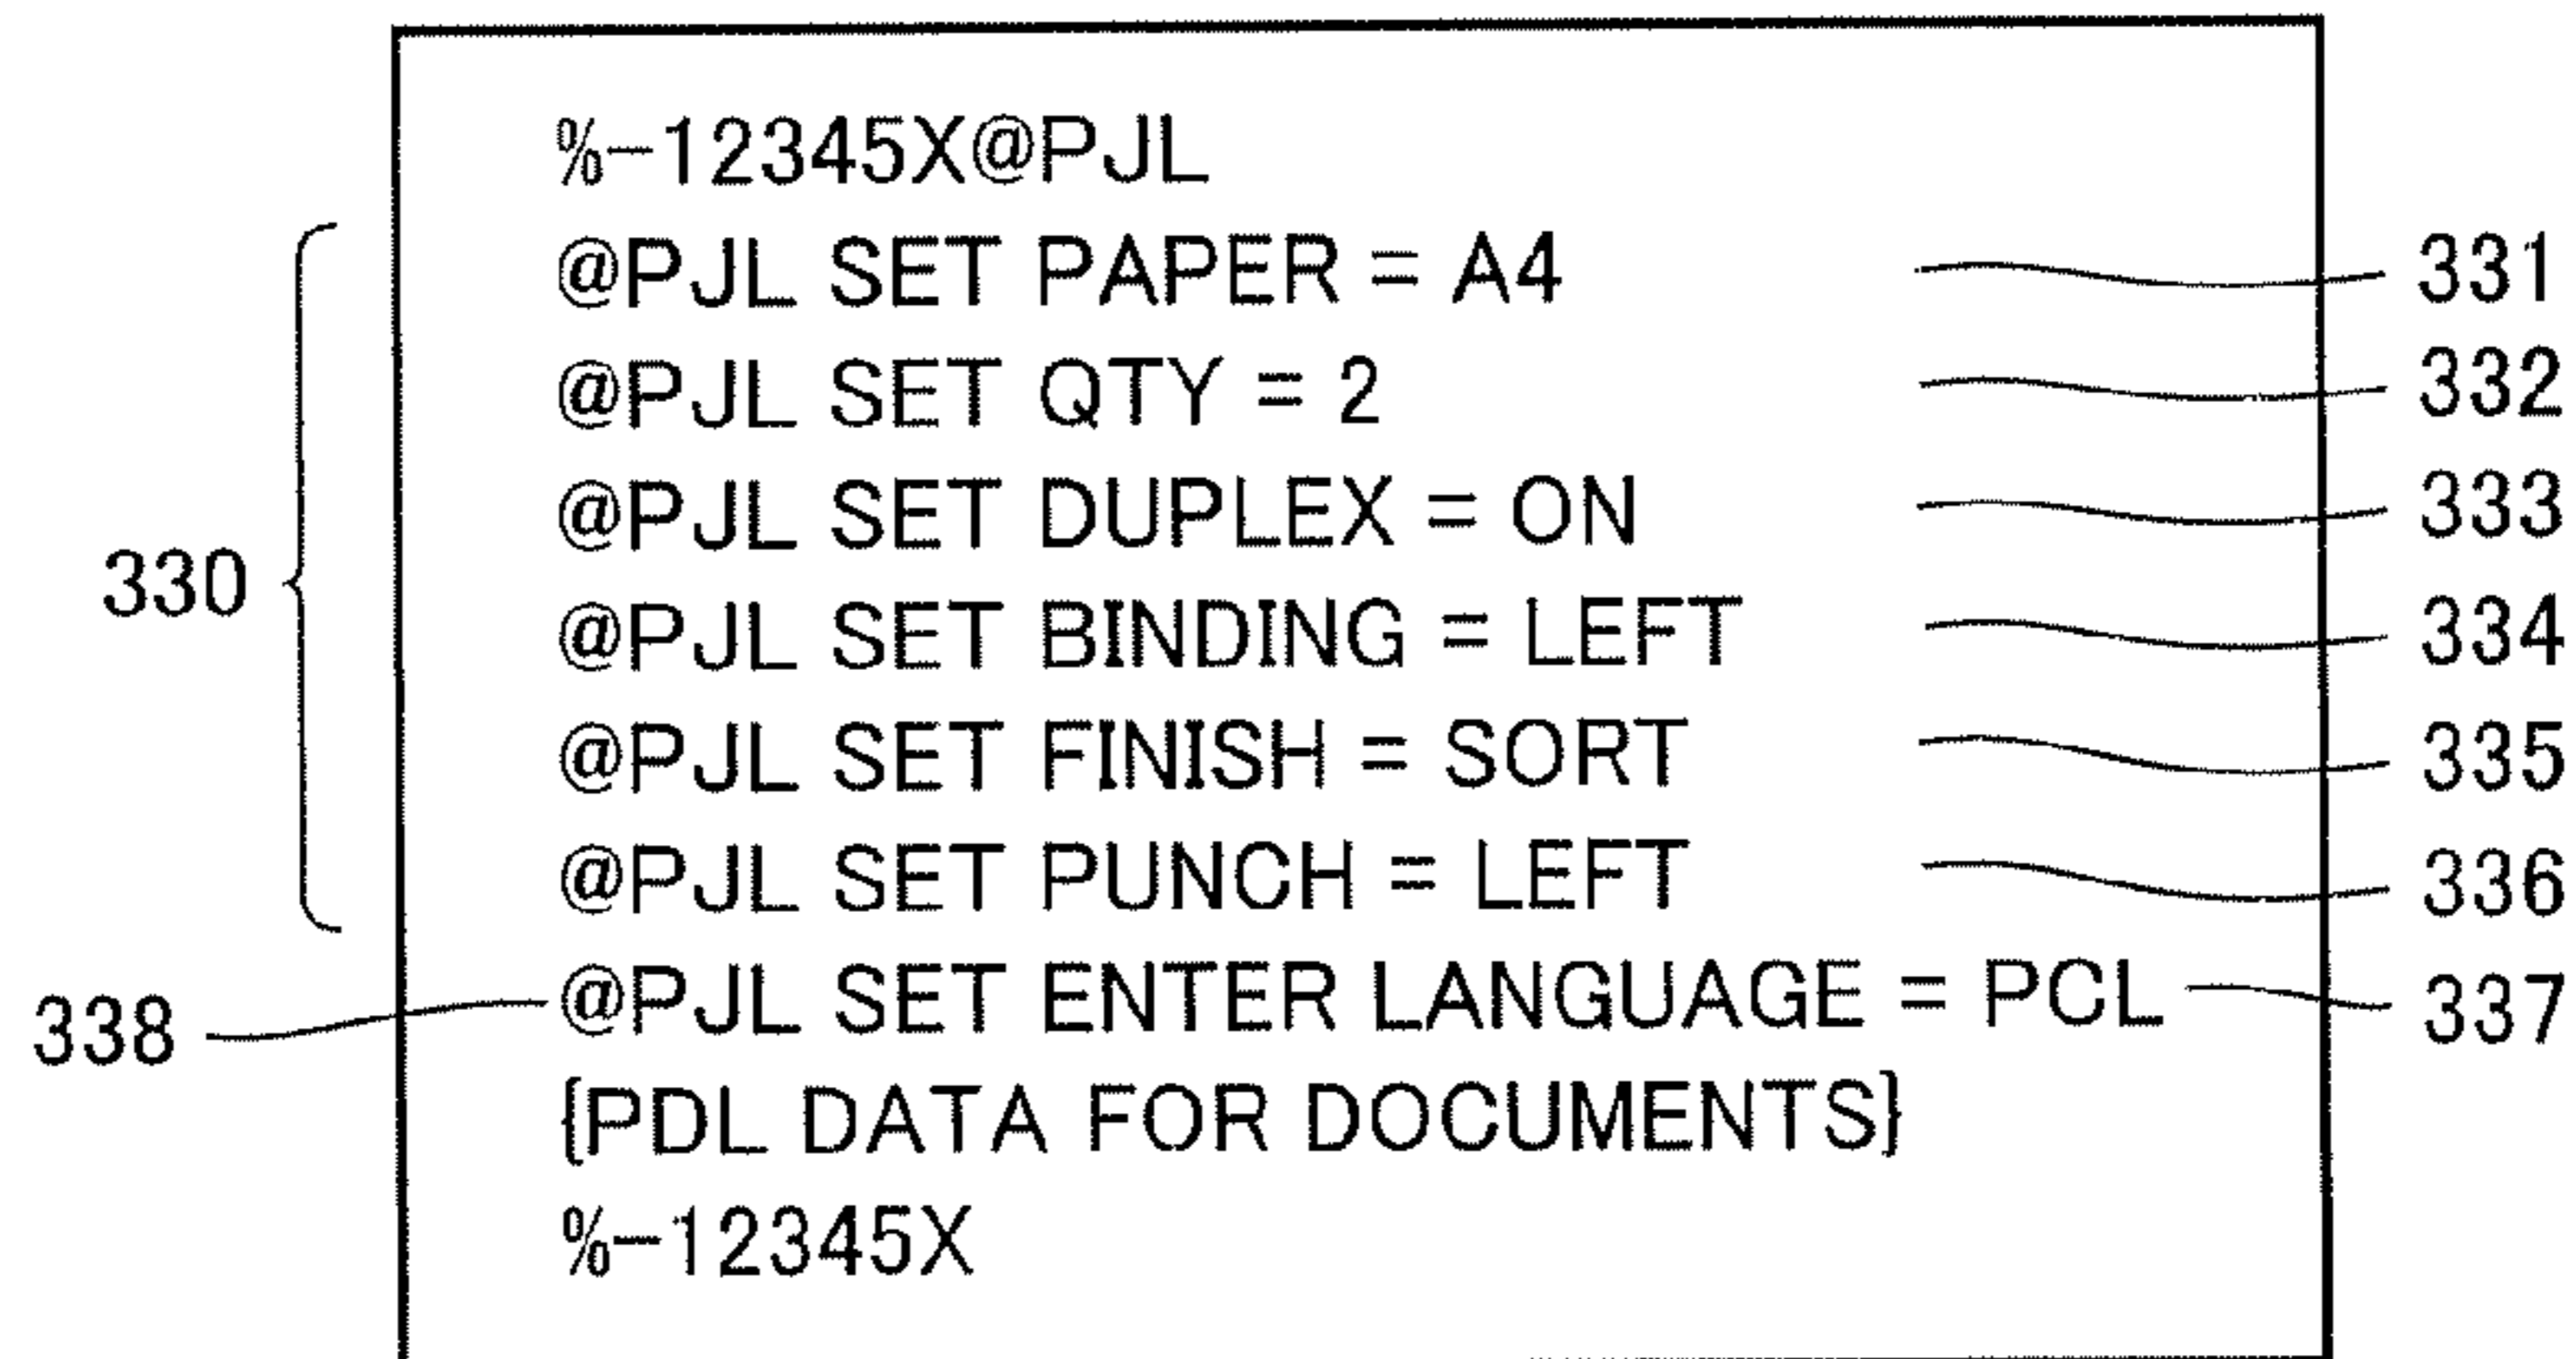 %-12345X@PJL
@PJL SET PAPER = A4 331
@PJL SET QTY = 2 332
@PJL SET DUPLEX = ON 333
330
@PJL SET BINDING = LEFT 334
@PJL SET FINISH = SORT 335
@PJL SET PUNCH = LEFT 336
338 @PJL SET ENTER LANGUAGE = PCL 337
{PDL DATA FOR DOCUMENTS}
%-12345X